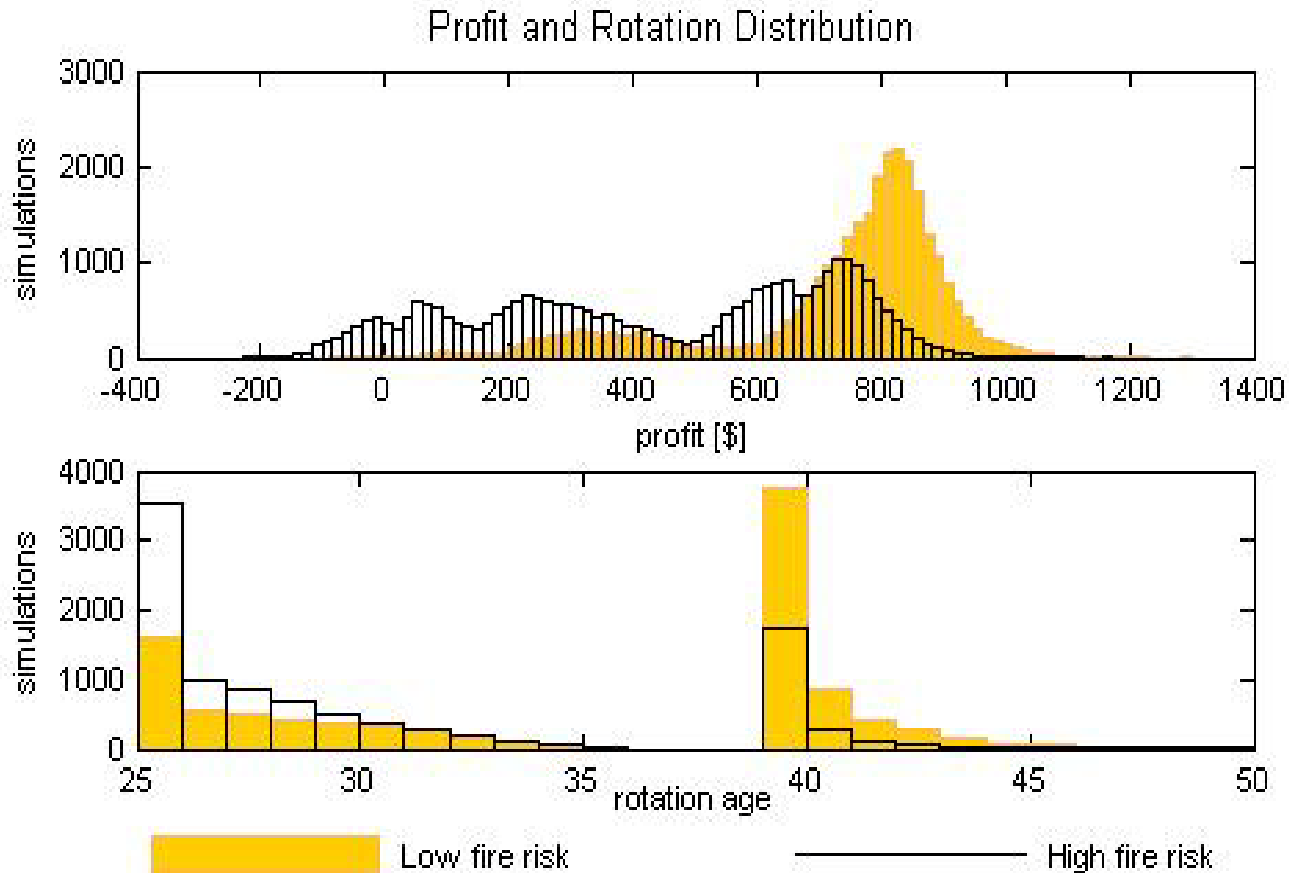 Profit and Rotation Distribution
3000
2000
1000
0
simulations
-400 -200 0 200 400 600 800 1000 1200 1400
profit [$]
4000
3000
2000
1000
0
simulations
25 30 35 40 45 50
rotation age
Low fire risk High fire risk